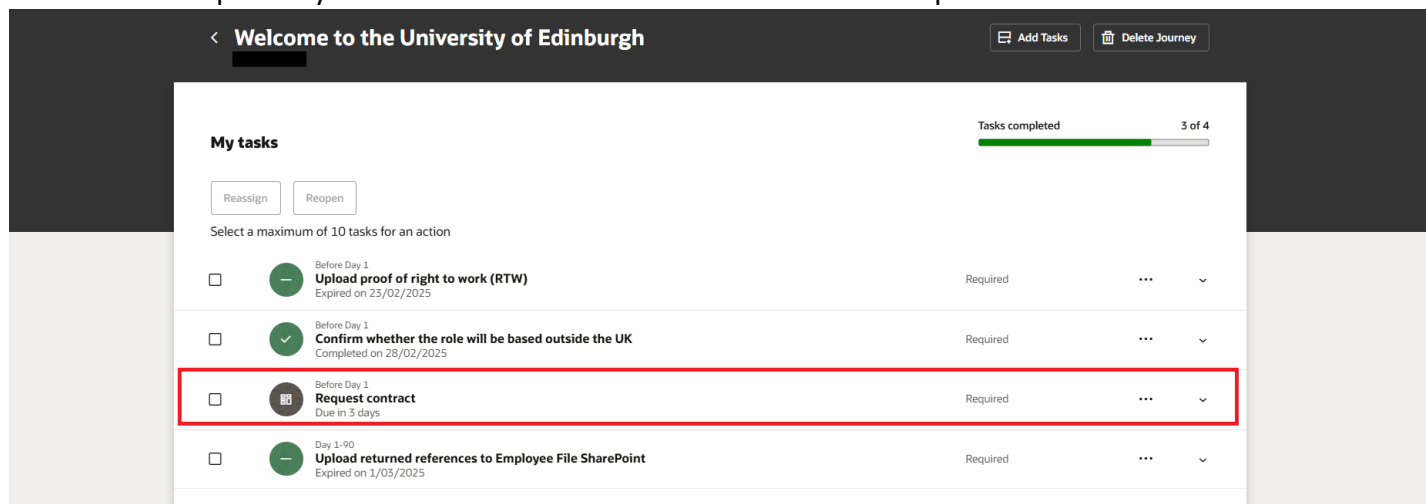 Welcome to the University of Edinburgh
Add Tasks
Delete Journey
My tasks
Tasks completed
3 of 4
Reassign
Reopen
Select a maximum of 10 tasks for an action
Before Day 1
Upload proof of right to work (RTW)
Expired on 23/02/2025
Required
Before Day 1
Confirm whether the role will be based outside the UK
Completed on 28/02/2025
Required
Before Day 1
Request contract
Due in 3 days
Required
Day 1-90
Upload returned references to Employee File SharePoint
Expired on 1/03/2025
Required